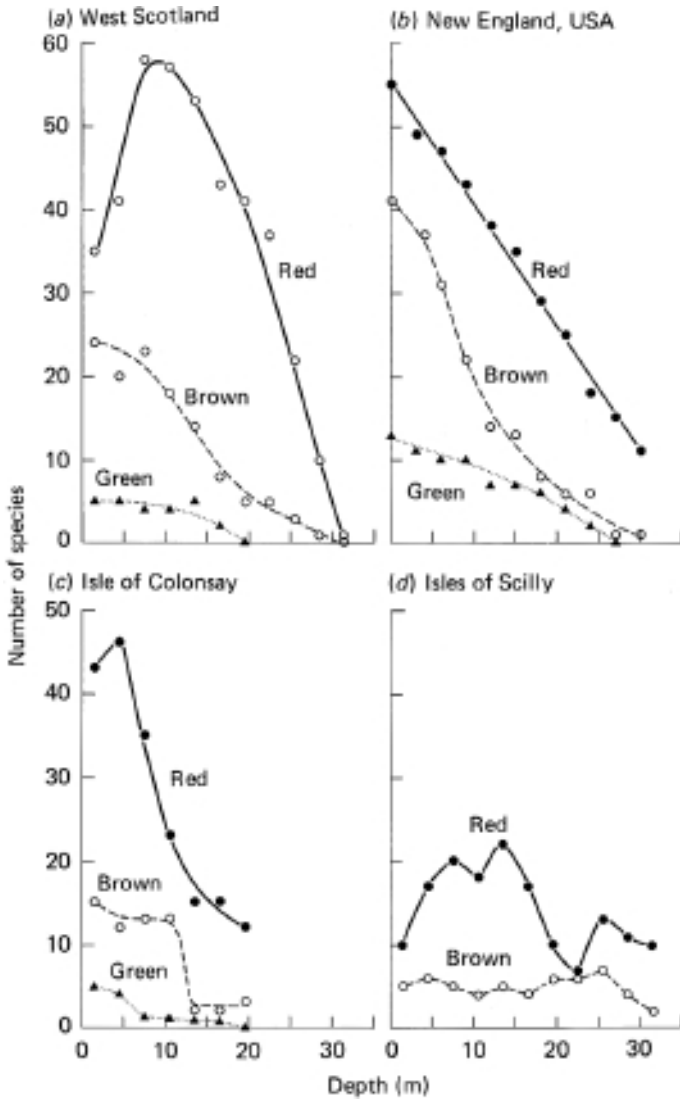 (a) West Scotland
(b) New England, USA
60
50
40
30
20
10
0
Red
Brown
Green
Red
Brown
Green
Number of species
(c) Isle of Colonsay
(d) Isles of Scilly
50
40
30
20
10
0
Red
Brown
Green
Red
Brown
0 10 20 30
0 10 20 30
Depth (m)